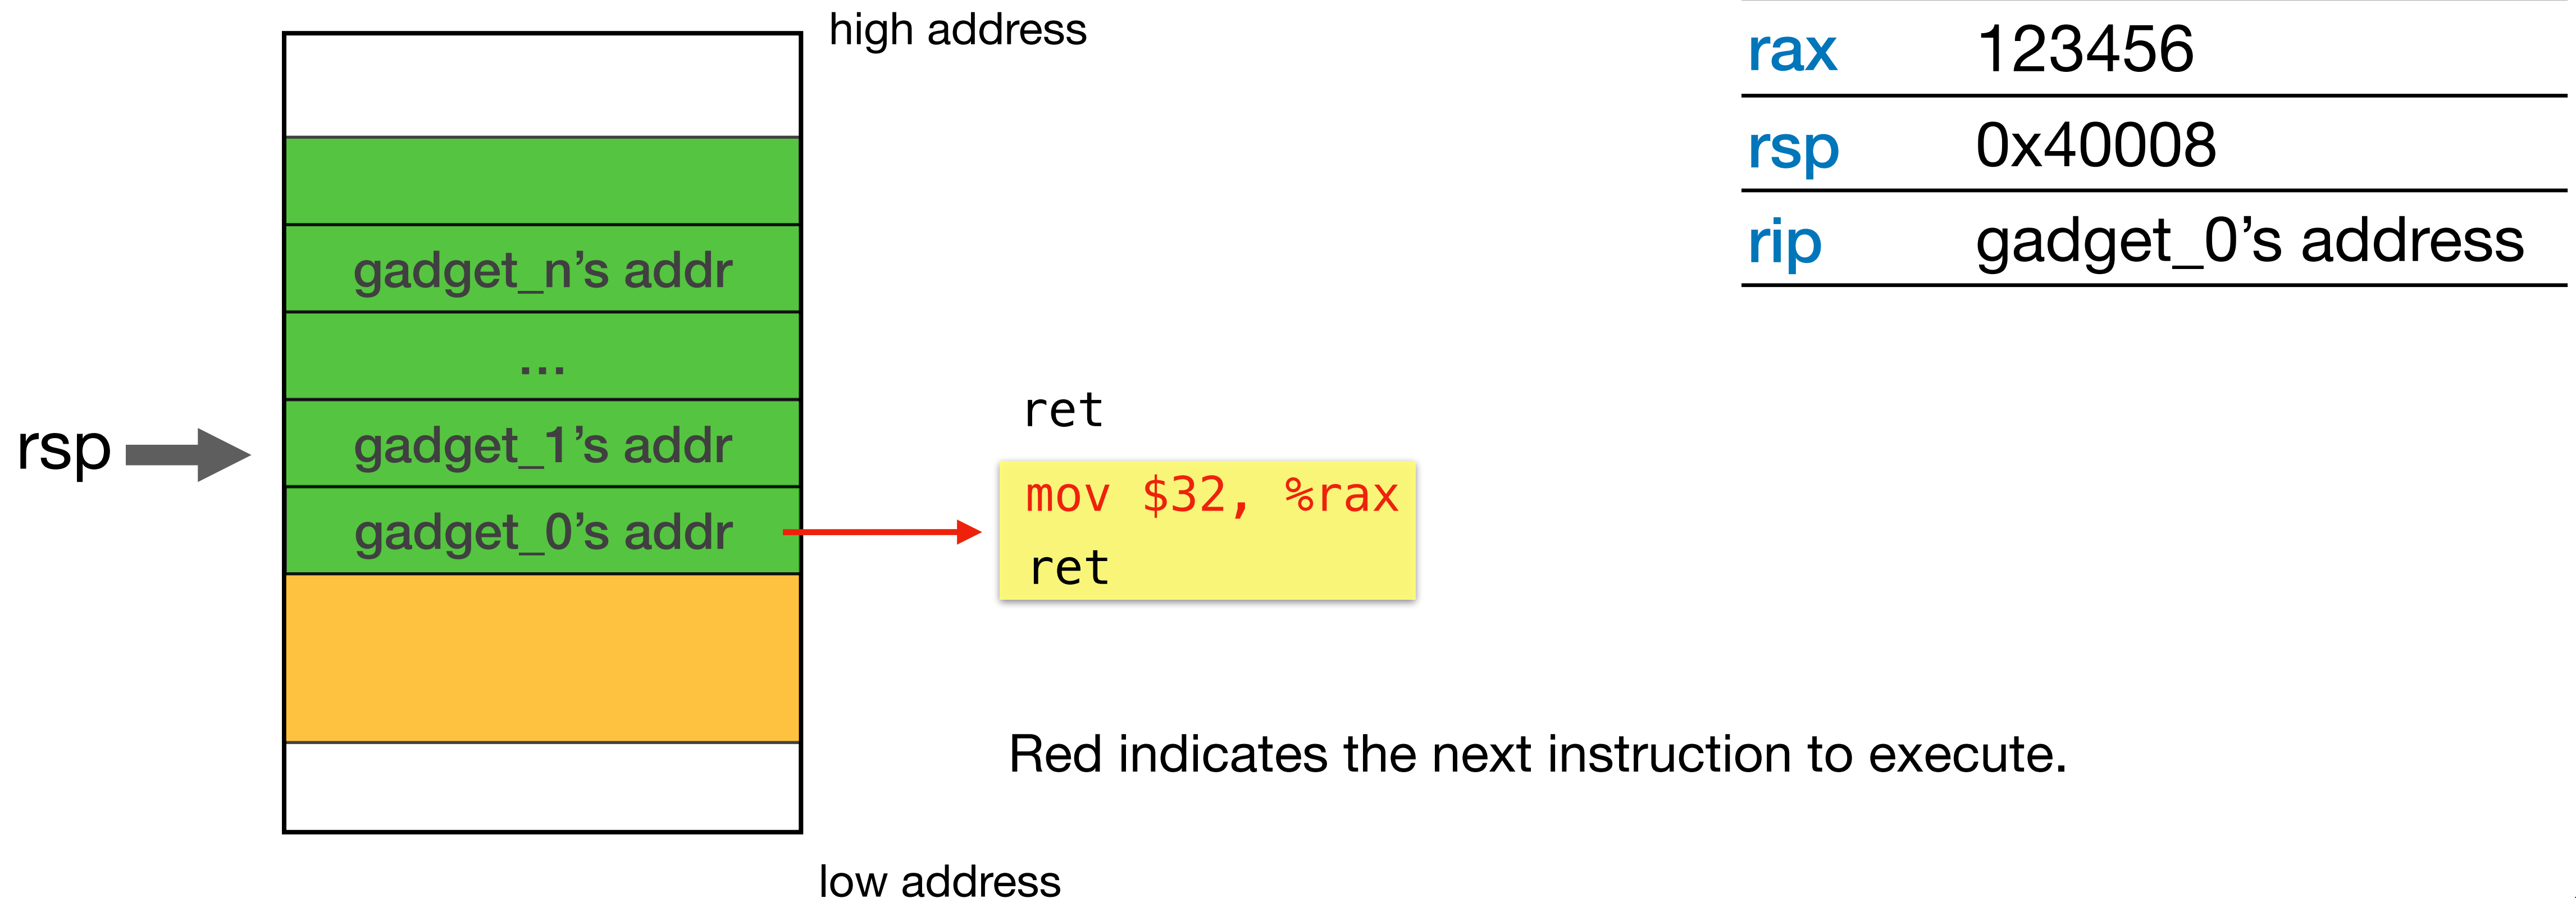 high address
rax 123456
rsp 0x40008
rip gadget_0’s address
gadget_n’s addr
...
rsp
gadget_1’s addr
gadget_0’s addr
ret
mov $32, %rax
ret
Red indicates the next instruction to execute.
low address